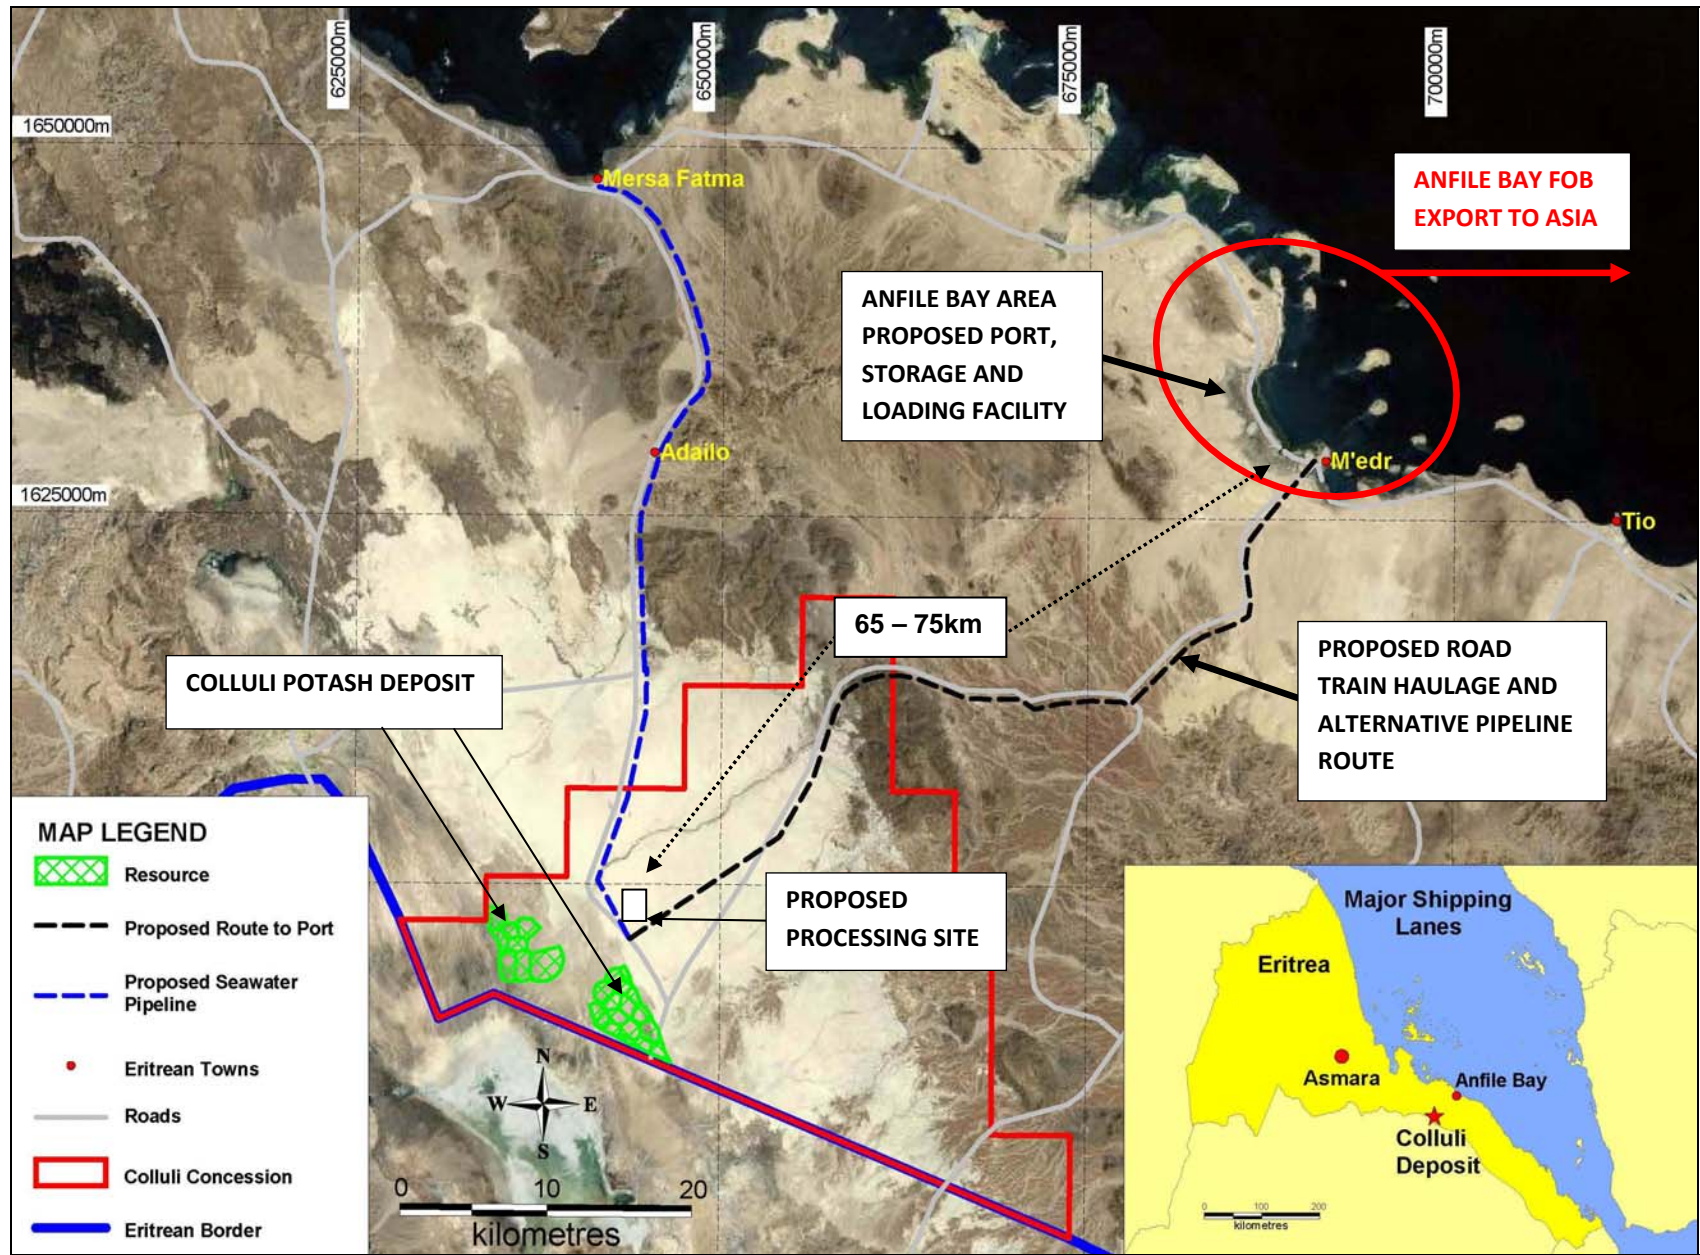 625000m
650000m
675000m
700000m
1650000m
1625000m
Mersa Fatma
Adailo
M'edr
Tio
ANFILE BAY FOB
EXPORT TO ASIA
ANFILE BAY AREA
PROPOSED PORT,
STORAGE AND
LOADING FACILITY
65 – 75km
PROPOSED ROAD
TRAIN HAULAGE AND
ALTERNATIVE PIPELINE
ROUTE
COLLULI POTASH DEPOSIT
PROPOSED
PROCESSING SITE
MAP LEGEND
Resource
Proposed Route to Port
Proposed Seawater
Pipeline
Eritrean Towns
Roads
Colluli Concession
Eritrean Border
N
W
E
S
0 10 20
kilometres
Major Shipping
Lanes
Eritrea
Asmara
Anfile Bay
Colluli
Deposit
0 100 200
kilometres